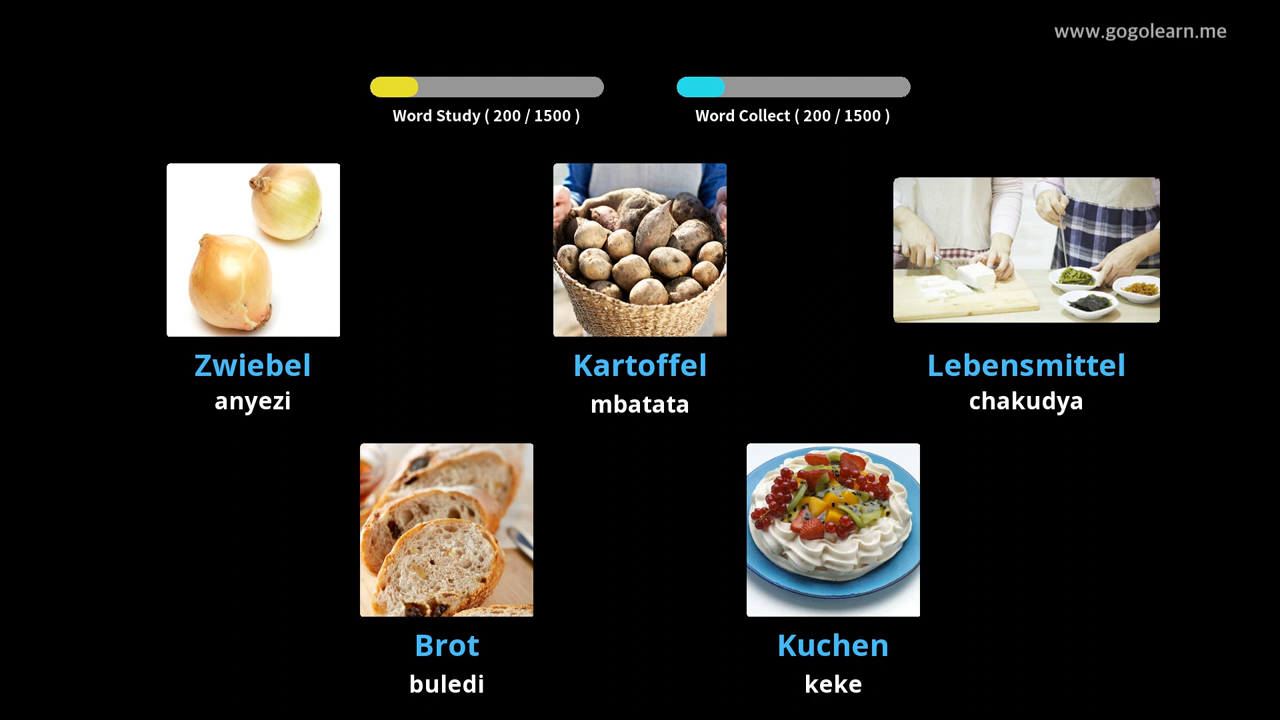 www.gogolearn.me
Word Study ( 200 / 1500 )
Word Collect ( 200 / 1500 )
Zwiebel
anyezi
Kartoffel
mbatata
Lebensmittel
chakudya
Brot
buledi
Kuchen
keke